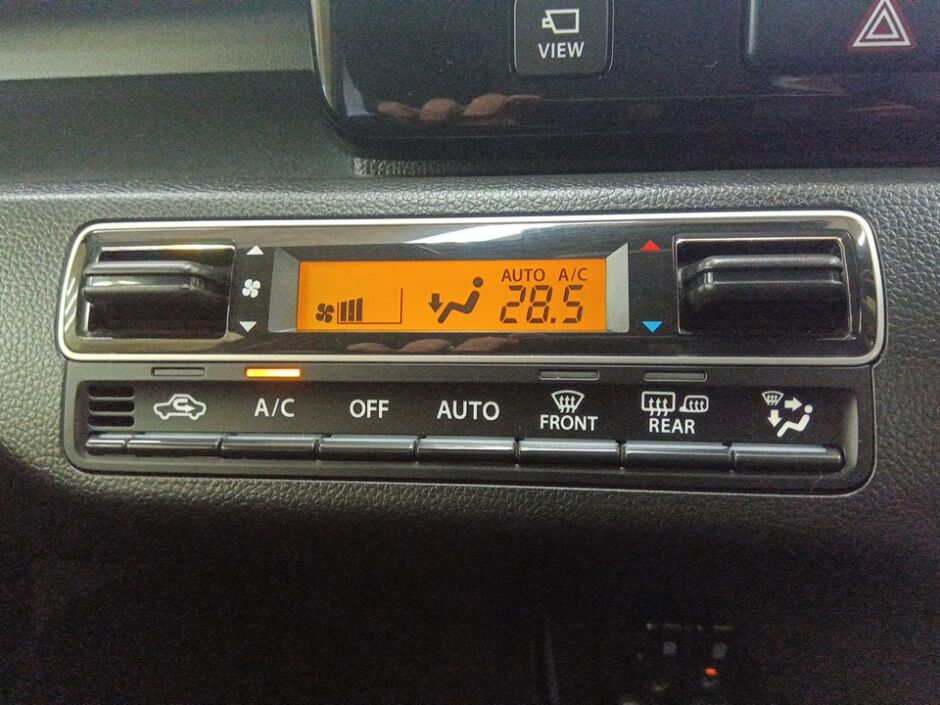 VIEW
AUTO A/C
28.5
A/C OFF AUTO FRONT REAR